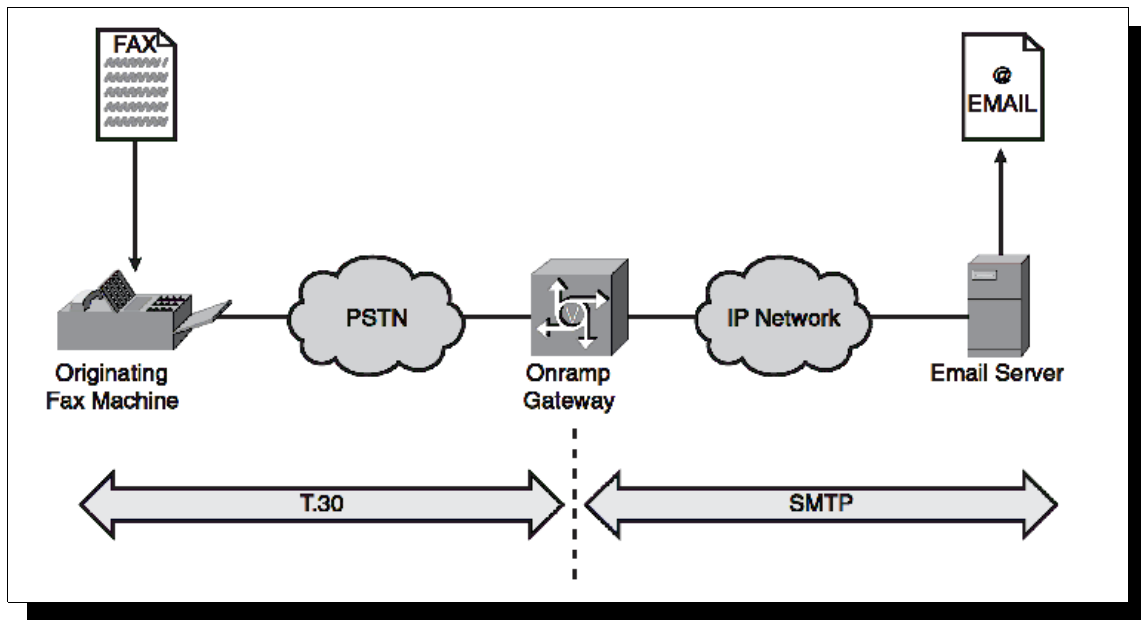 FAX
@
EMAIL
PSTN
V
IP Network
Originating
Fax Machine
Onramp
Gateway
Email Server
T.30
SMTP